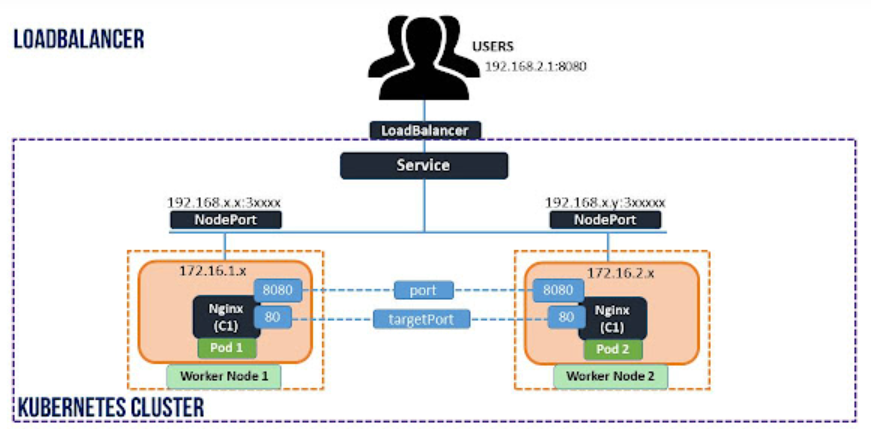 LOADBALANCER
USERS
192.168.2.1:8080
LoadBalancer
Service
192.168.x.x:3xxxx
NodePort
192.168.x.y:3xxxxx
NodePort
172.16.1.x
172.16.2.x
8080
port
8080
Nginx
(C1)
80
targetPort
80
Nginx
(C1)
Pod 1
Pod 2
Worker Node 1
Worker Node 2
KUBERNETES CLUSTER